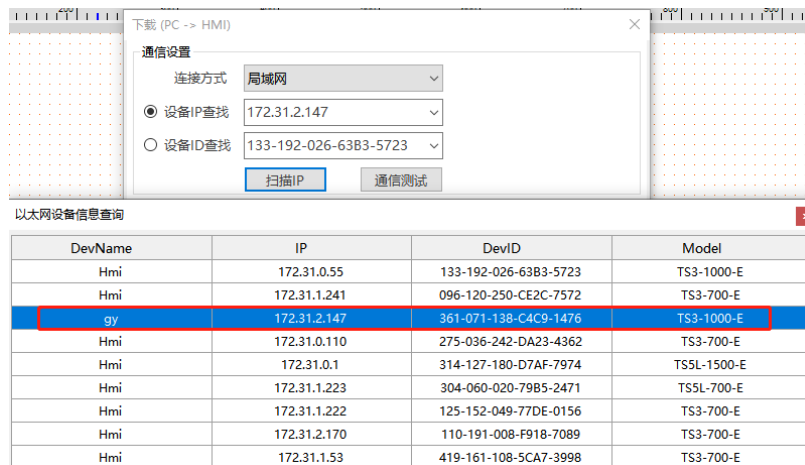 下载 (PC -> HMI)
通信设置
连接方式 局域网
设备IP查找 172.31.2.147
设备ID查找 133-192-026-63B3-5723
扫描IP 通信测试
以太网设备信息查询
DevName IP DevID Model
Hmi 172.31.0.55 133-192-026-63B3-5723 TS3-1000-E
Hmi 172.31.1.241 096-120-250-CE2C-7572 TS3-700-E
gy 172.31.2.147 361-071-138-C4C9-1476 TS3-1000-E
Hmi 172.31.0.110 275-036-242-DA23-4362 TS3-700-E
Hmi 172.31.0.1 314-127-180-D7AF-7974 TS5L-1500-E
Hmi 172.31.1.223 304-060-020-79B5-2471 TS5L-700-E
Hmi 172.31.1.222 125-152-049-77DE-0156 TS3-700-E
Hmi 172.31.2.170 110-191-008-F918-7089 TS3-700-E
Hmi 172.31.1.53 419-161-108-5CA7-3998 TS3-700-E